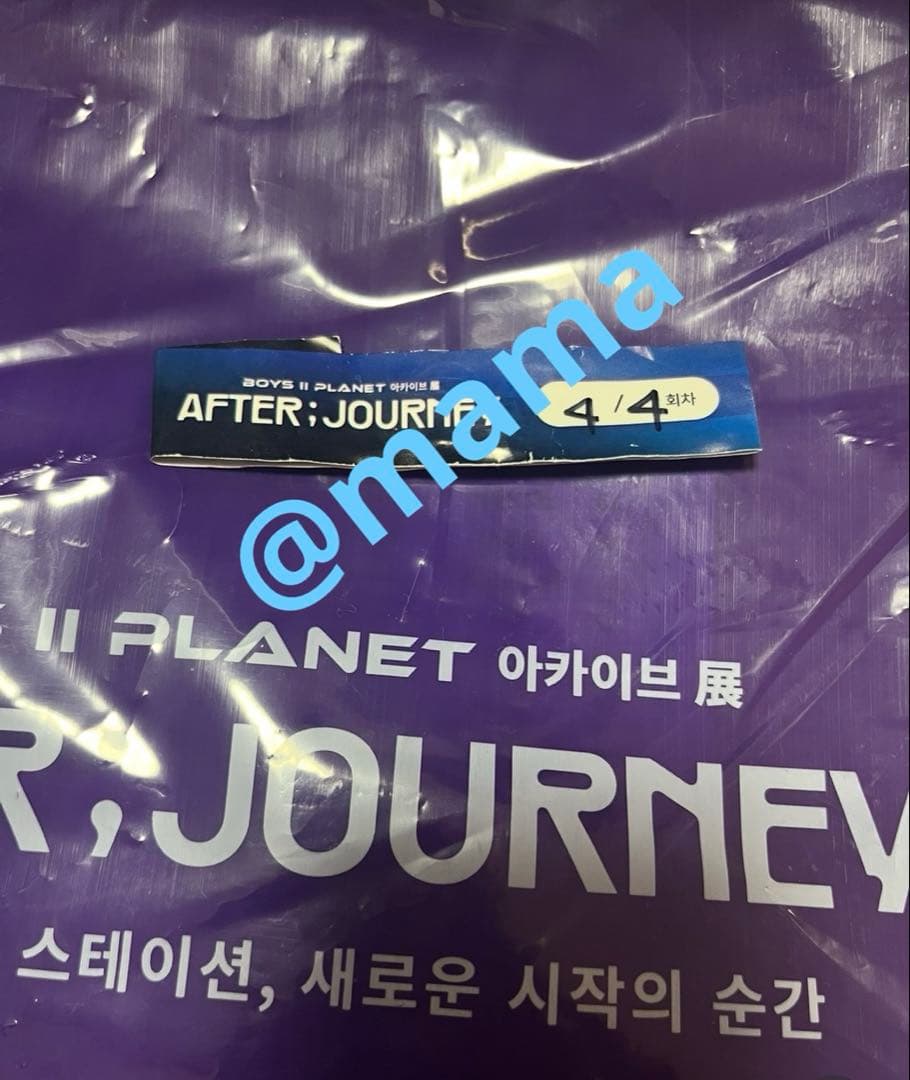 BOYS II PLANET 아카이브 展
AFTER ; JOURNEY
4 / 4 회차
@mama
II PLANET 아카이브 展
R ; JOURNEY
스테이션, 새로운 시작의 순간